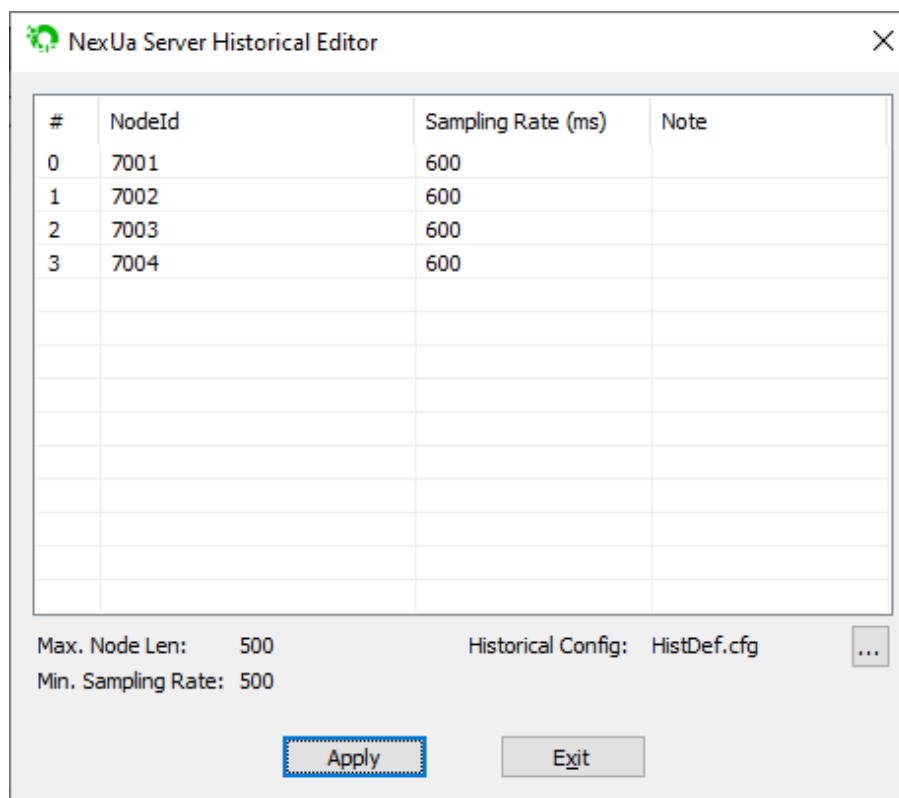 NexUa Server Historical Editor
# NodeId Sampling Rate (ms) Note
0 7001 600
1 7002 600
2 7003 600
3 7004 600
Max. Node Len: 500 Historical Config: HistDef.cfg ...
Min. Sampling Rate: 500
Apply Exit